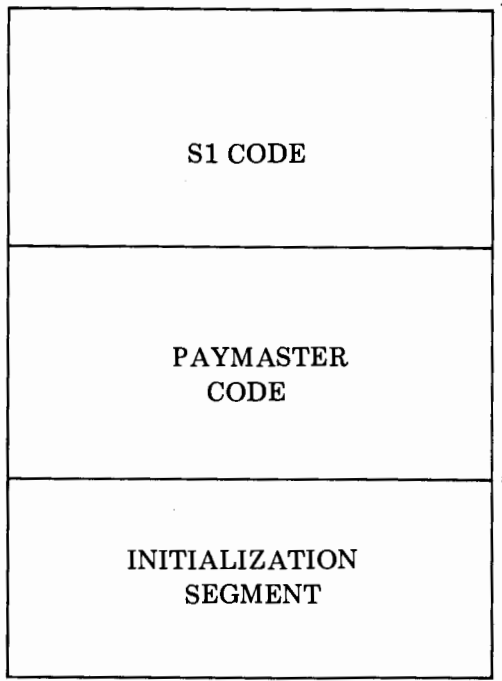 S1 CODE
PAYMASTER
CODE
INITIALIZATION
SEGMENT